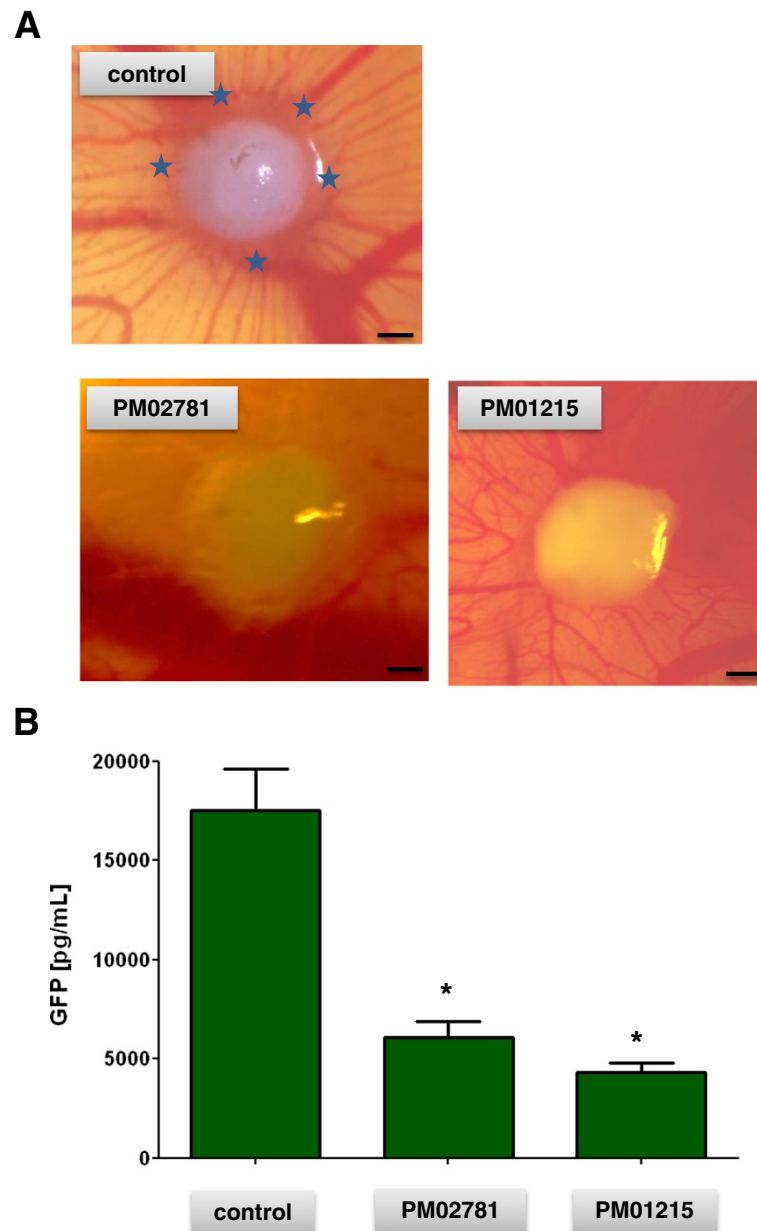 A
control
PM02781
PM01215
B
20000
15000
10000
5000
0
GFP [pg/mL]
*
*
control
PM02781
PM01215